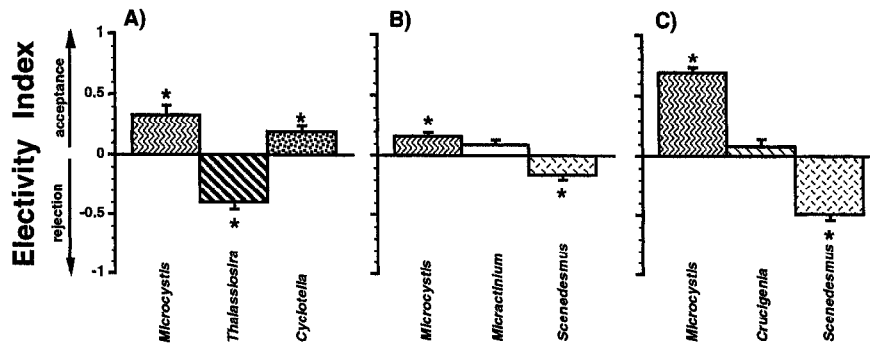 A)
B)
C)
Electivity Index
acceptance
rejection
1
0.5
0
-0.5
-1
*
*
*
*
*
*
*
Microcystis
Thalassiosira
Cyclotella
Microcystis
Micractinium
Scenedesmus
Microcystis
Crucigenia
Scenedesmus